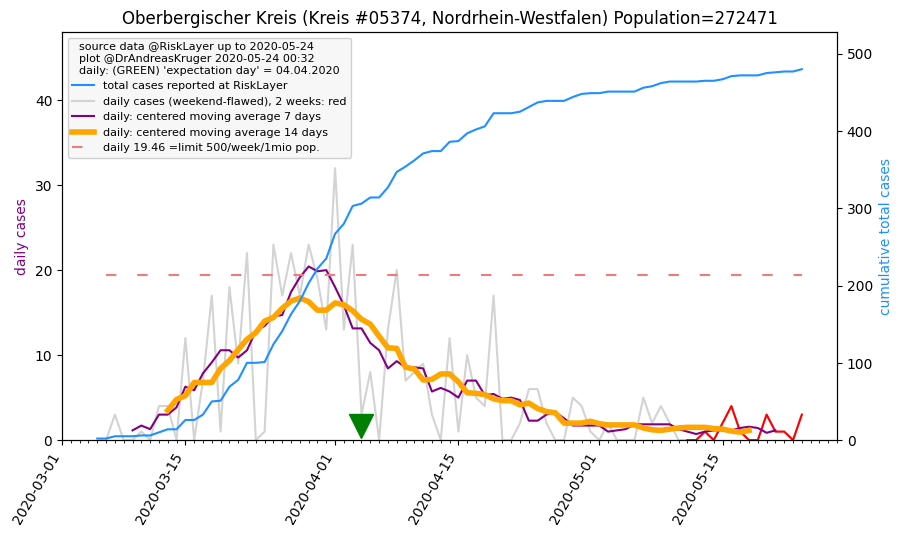 Oberbergischer Kreis (Kreis #05374, Nordrhein-Westfalen) Population=272471
source data @RiskLayer up to 2020-05-24
plot @DrAndreasKruger 2020-05-24 00:32
daily: (GREEN) 'expectation day' = 04.04.2020
total cases reported at RiskLayer
daily cases (weekend-flawed), 2 weeks: red
daily: centered moving average 7 days
daily: centered moving average 14 days
daily 19.46 =limit 500/week/1mio pop.
daily cases
40
30
20
10
0
cumulative total cases
500
400
300
200
100
0
2020-03-01
2020-03-15
2020-04-01
2020-04-15
2020-05-01
2020-05-15